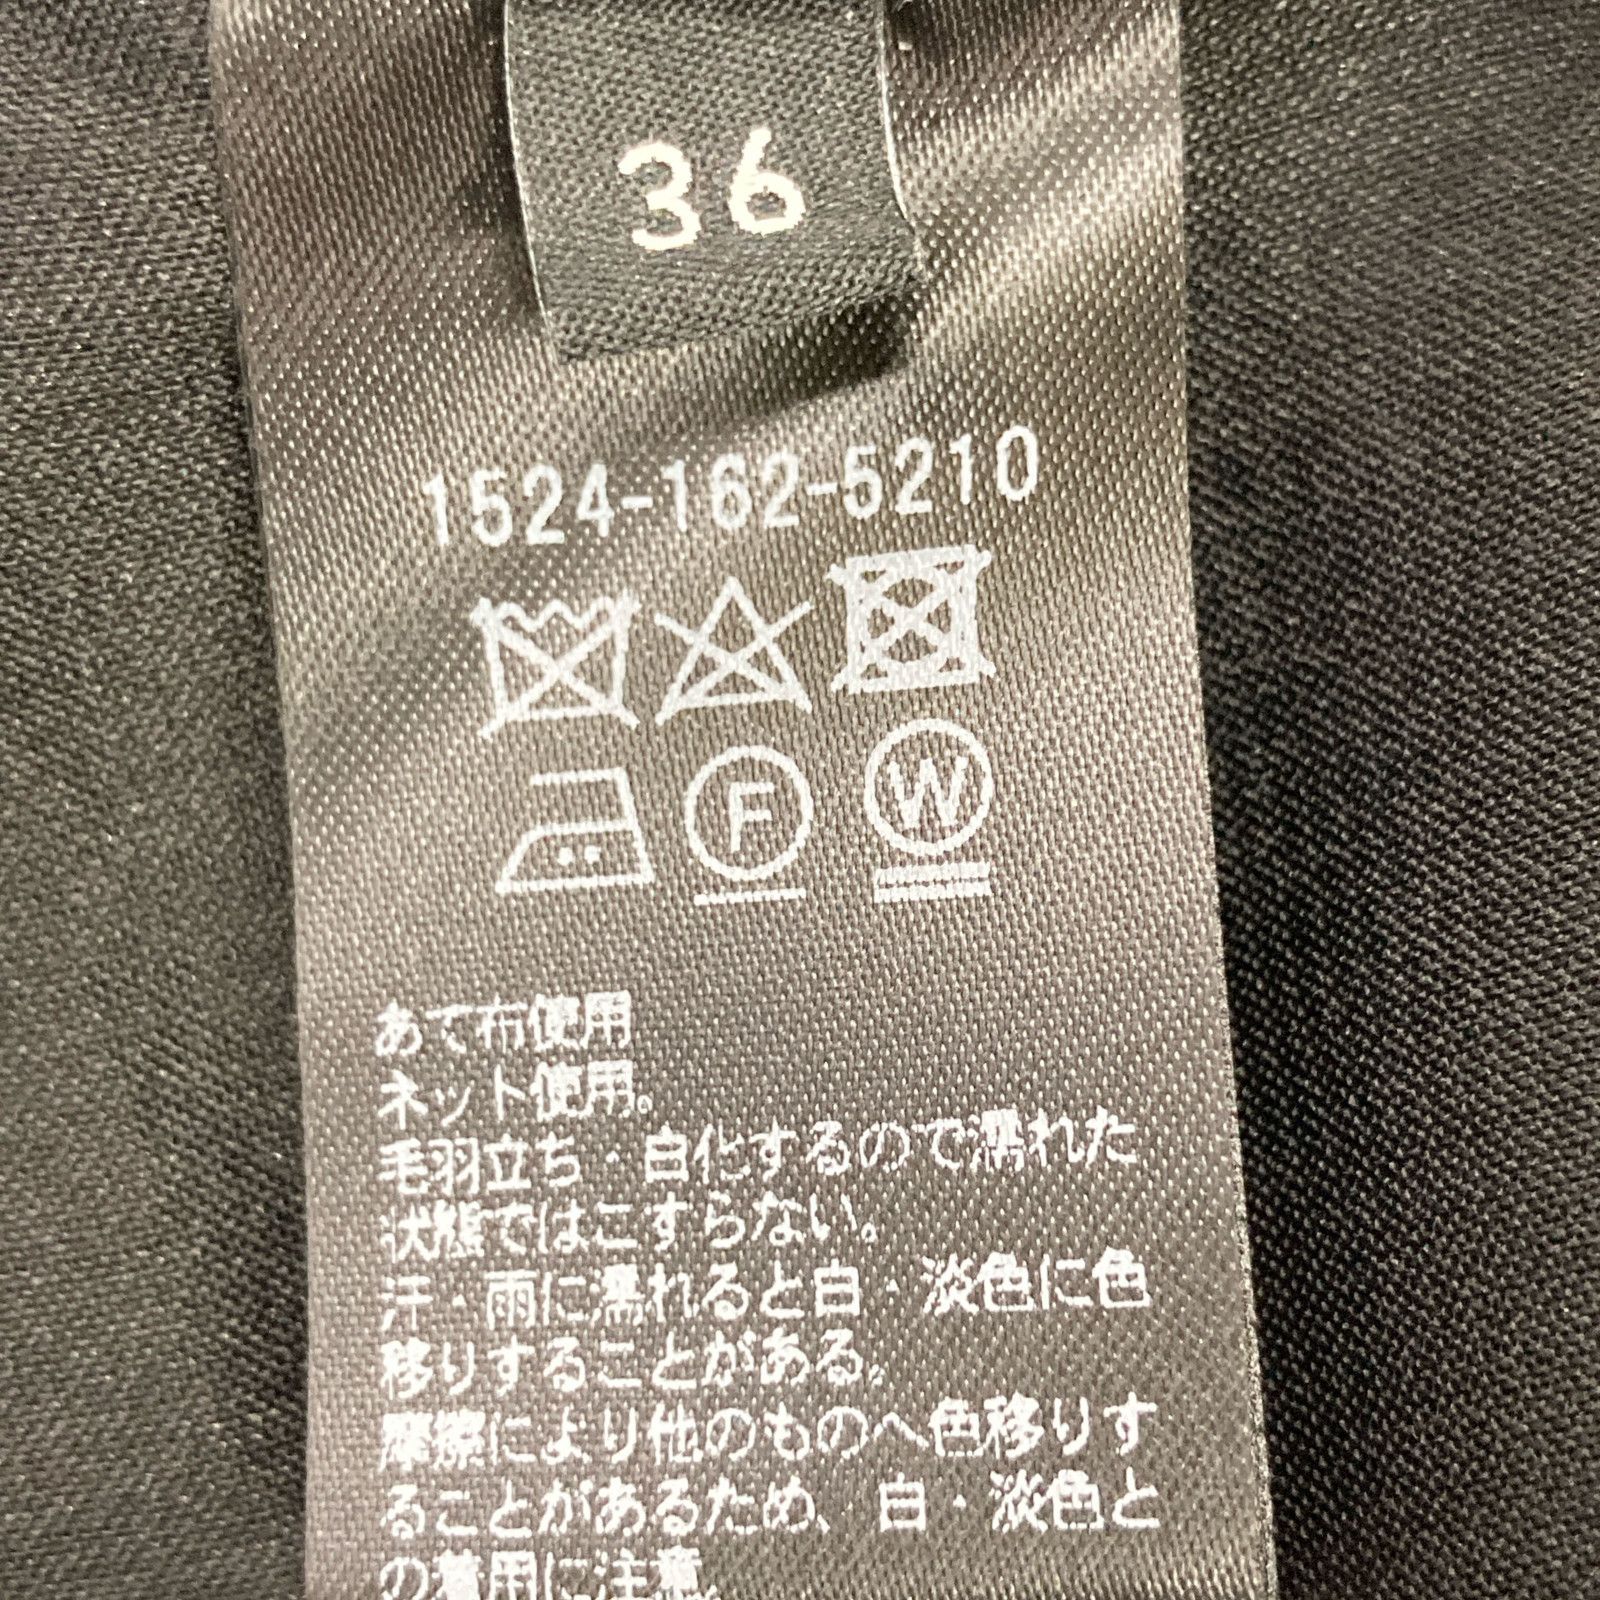 36
1524-162-5210
F W
あて布使用
ネット使用。
毛羽立ち・白化するので濡れた
状態ではこすらない。
汗・雨に濡れると白・淡色に色
移りすることがある。
摩擦により他のものへ色移りす
ることがあるため、白・淡色と
の着用に注意。